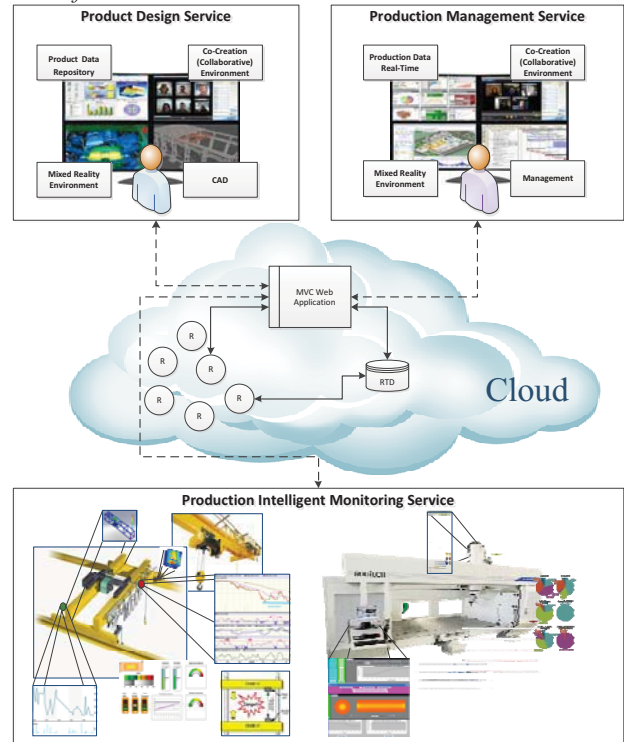 Product Design Service
Product Data
Repository
Co-Creation
(Collaborative)
Environment
Mixed Reality
Environment
CAD
Production Management Service
Production Data
Real-Time
Co-Creation
(Collaborative)
Environment
Mixed Reality
Environment
Management
MVC Web
Application
R
R
R
R
R
R
RTD
Cloud
Production Intelligent Monitoring Service